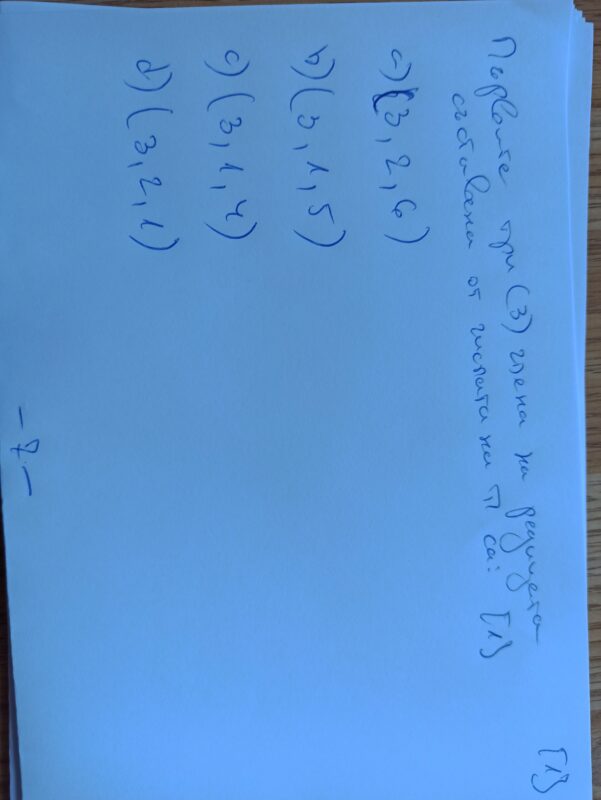 [1]
Първите три (3) члена на редицата
съставена от числата на π са: [1]
a) (3, 2, 6)
b) (3, 1, 5)
c) (3, 1, 4)
d) (3, 2, 1)
- 7 -